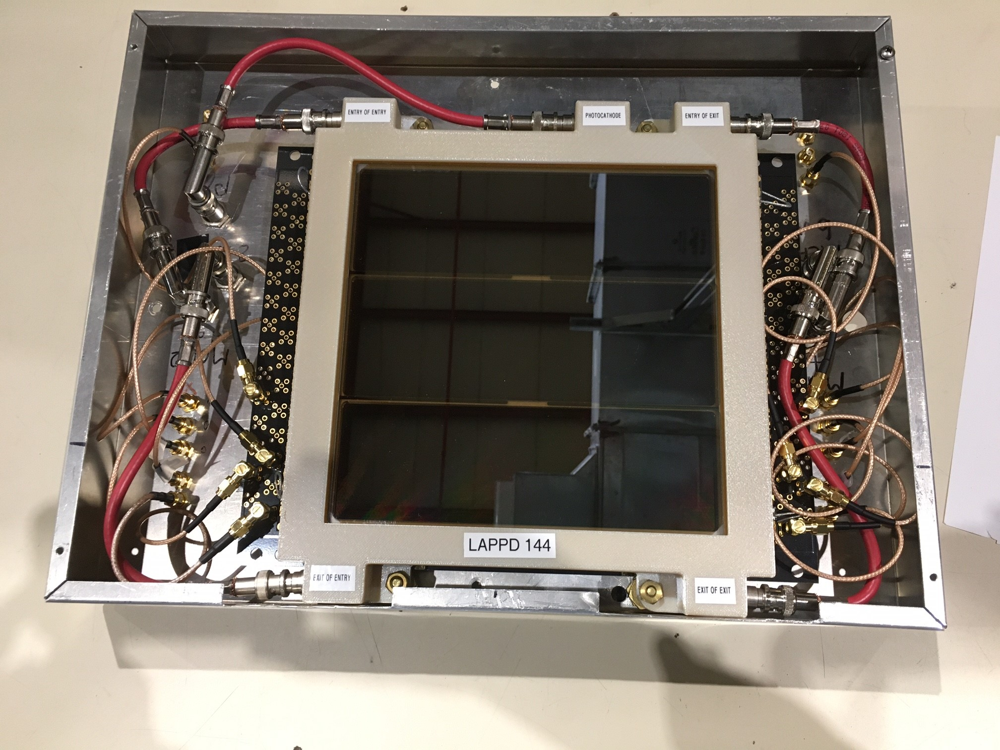 ENTRY OF ENTRY
PHOTOCATHODE
ENTRY OF EXIT
LAPPD 144
EXIT OF ENTRY
EXIT OF EXIT